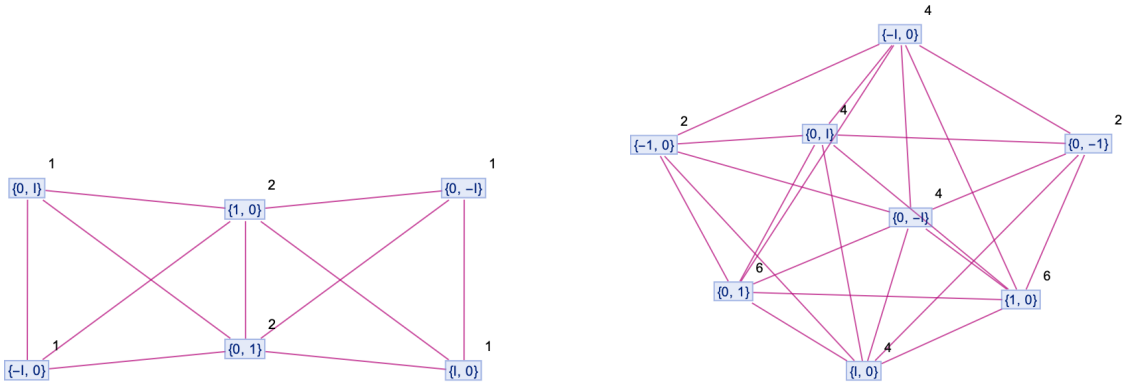 1
{0, I}
2
{1, 0}
1
{0, −I}
1
{−I, 0}
2
{0, 1}
1
{I, 0}
4
{−I, 0}
2
{−1, 0}
4
{0, I}
2
{0, −1}
4
{0, −I}
6
{0, 1}
6
{1, 0}
4
{I, 0}